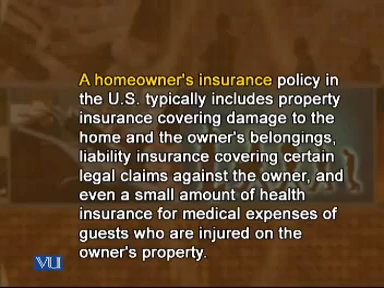 A homeowner's insurance policy in
the U.S. typically includes property
insurance covering damage to the
home and the owner's belongings,
liability insurance covering certain
legal claims against the owner, and
even a small amount of health
insurance for medical expenses of
guests who are injured on the
owner's property.
VU